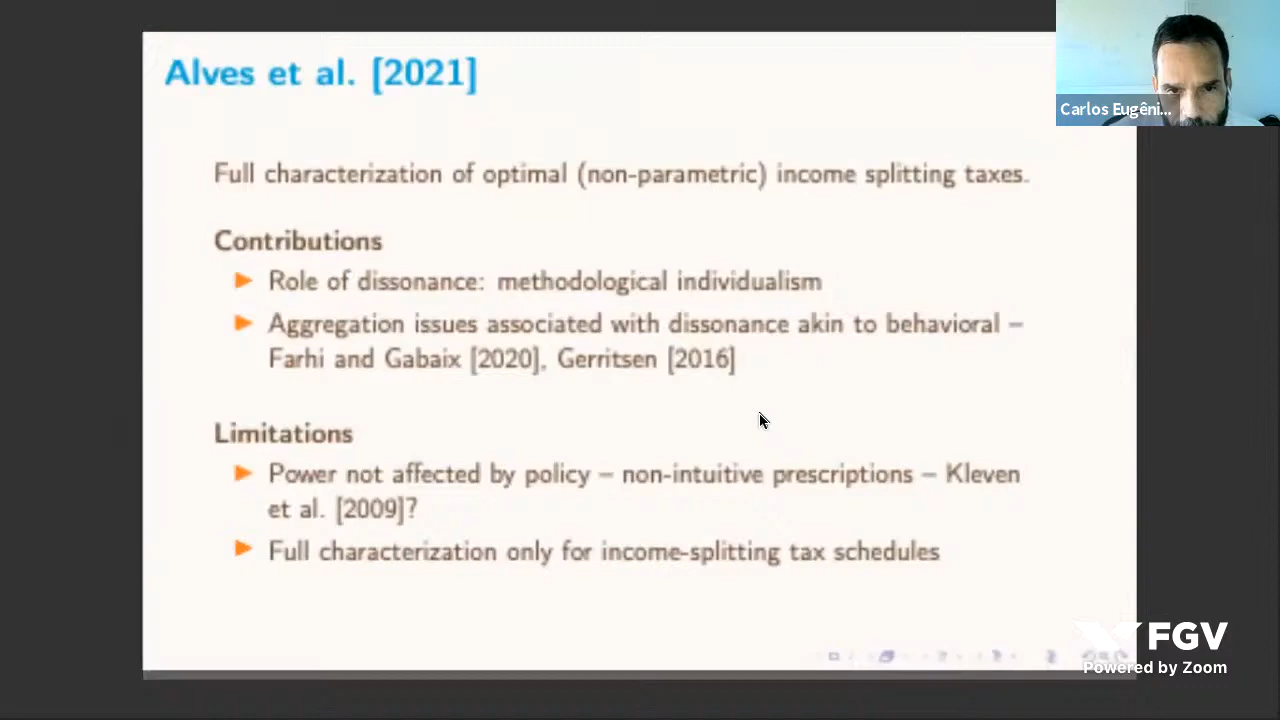 Alves et al. [2021]
Carlos Eugêni...
Full characterization of optimal (non-parametric) income splitting taxes.
Contributions
Role of dissonance: methodological individualism
Aggregation issues associated with dissonance akin to behavioral –
Farhi and Gabaix [2020], Gerritsen [2016]
Limitations
Power not affected by policy – non-intuitive prescriptions – Kleven
et al. [2009]?
Full characterization only for income-splitting tax schedules
FGV
Powered by Zoom